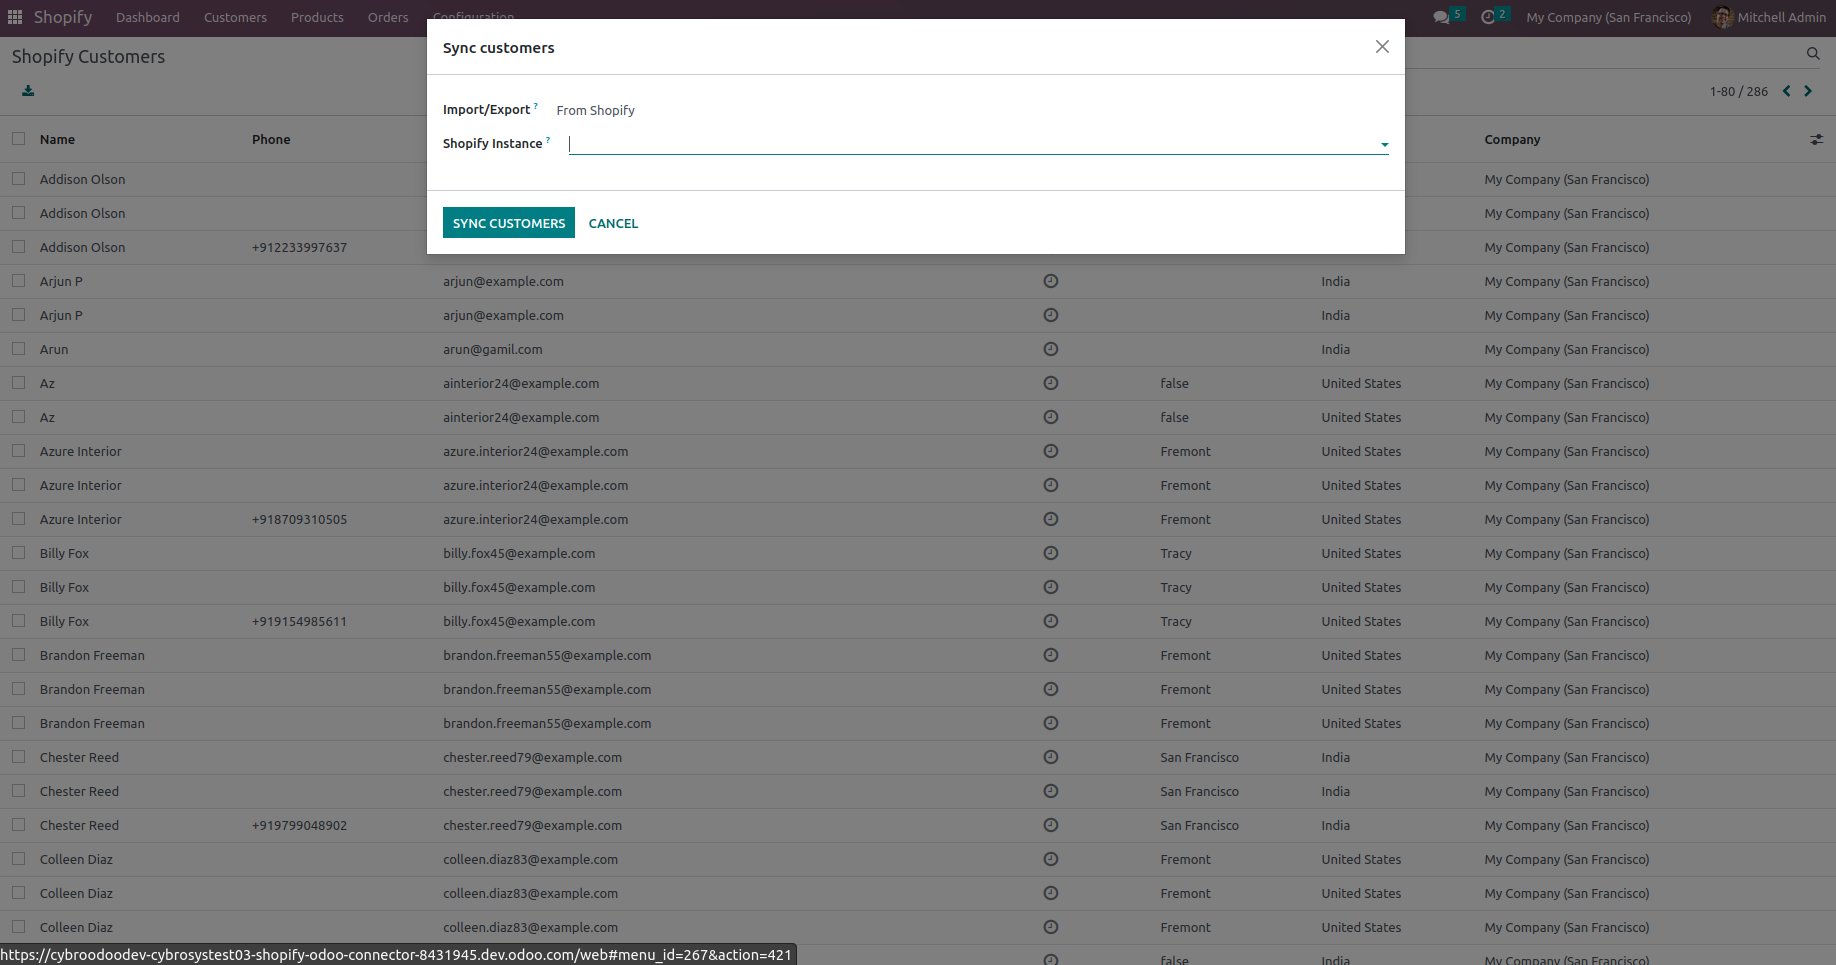 Shopify Dashboard Customers Products Orders Configuration 5 2 My Company (San Francisco) Mitchell Admin
Shopify Customers
1-80 / 286
Sync customers
Import/Export ? From Shopify
Shopify Instance ?
SYNC CUSTOMERS CANCEL
Name Phone Company
Addison Olson My Company (San Francisco)
Addison Olson My Company (San Francisco)
Addison Olson +912233997637 My Company (San Francisco)
Arjun P arjun@example.com India My Company (San Francisco)
Arjun P arjun@example.com India My Company (San Francisco)
Arun arun@gamil.com India My Company (San Francisco)
Az ainterior24@example.com false United States My Company (San Francisco)
Az ainterior24@example.com false United States My Company (San Francisco)
Azure Interior azure.interior24@example.com Fremont United States My Company (San Francisco)
Azure Interior azure.interior24@example.com Fremont United States My Company (San Francisco)
Azure Interior +918709310505 azure.interior24@example.com Fremont United States My Company (San Francisco)
Billy Fox billy.fox45@example.com Tracy United States My Company (San Francisco)
Billy Fox billy.fox45@example.com Tracy United States My Company (San Francisco)
Billy Fox +919154985611 billy.fox45@example.com Tracy United States My Company (San Francisco)
Brandon Freeman brandon.freeman55@example.com Fremont United States My Company (San Francisco)
Brandon Freeman brandon.freeman55@example.com Fremont United States My Company (San Francisco)
Brandon Freeman brandon.freeman55@example.com Fremont United States My Company (San Francisco)
Chester Reed chester.reed79@example.com San Francisco India My Company (San Francisco)
Chester Reed chester.reed79@example.com San Francisco India My Company (San Francisco)
Chester Reed +919799048902 chester.reed79@example.com San Francisco India My Company (San Francisco)
Colleen Diaz colleen.diaz83@example.com Fremont United States My Company (San Francisco)
Colleen Diaz colleen.diaz83@example.com Fremont United States My Company (San Francisco)
Colleen Diaz colleen.diaz83@example.com Fremont United States My Company (San Francisco)
false India My Company (San Francisco)
https://cybroodoodev-cybrosystest03-shopify-odoo-connector-8431945.dev.odoo.com/web#menu_id=267&action=421